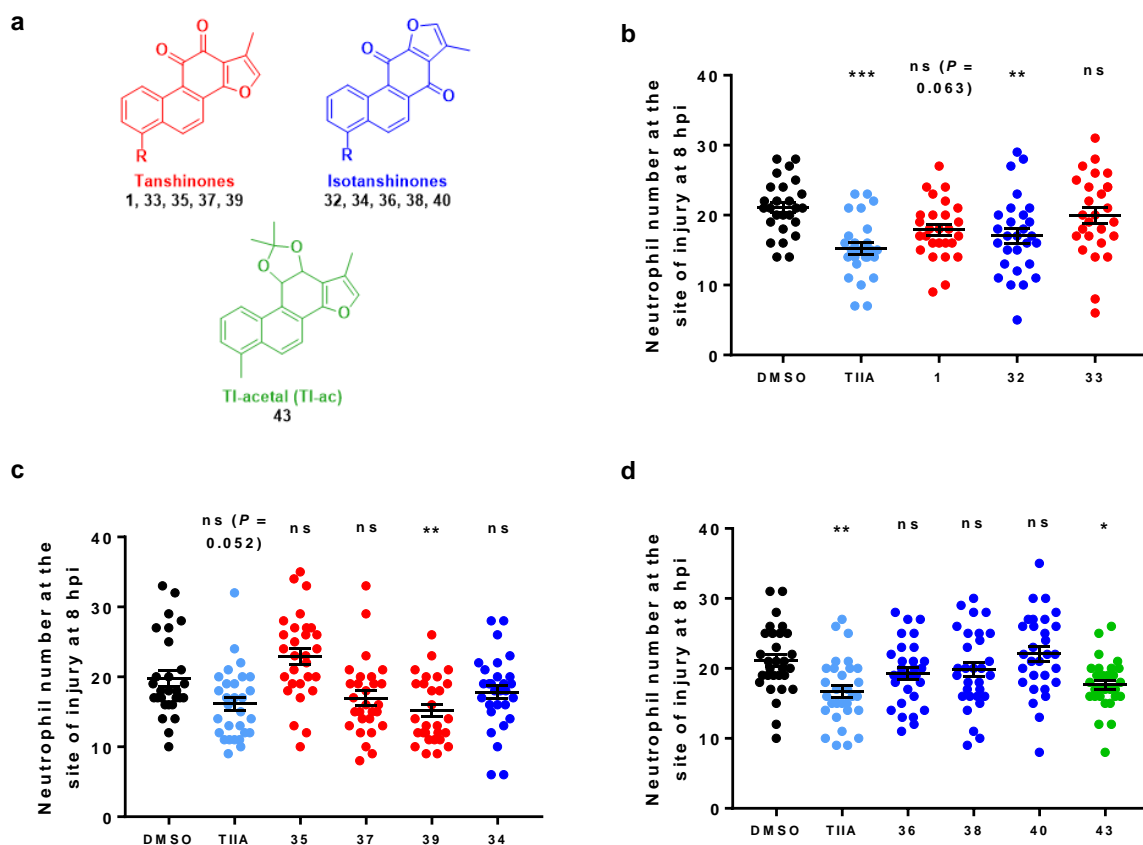 a
O
O
O
R
Tanshinones
1, 33, 35, 37, 39
O
O
O
R
Isotanshinones
32, 34, 36, 38, 40
O
O
O
TI-acetal (TI-ac)
43
b
Neutrophil number at the
site of injury at 8 hpi
40
30
20
10
0
***
ns (P =
0.063)
**
ns
DMSO TIIA 1 32 33
c
Neutrophil number at the
site of injury at 8 hpi
40
30
20
10
0
ns (P =
0.052)
ns
ns
**
ns
DMSO TIIA 35 37 39 34
d
Neutrophil number at the
site of injury at 8 hpi
40
30
20
10
0
**
ns
ns
ns
*
DMSO TIIA 36 38 40 43